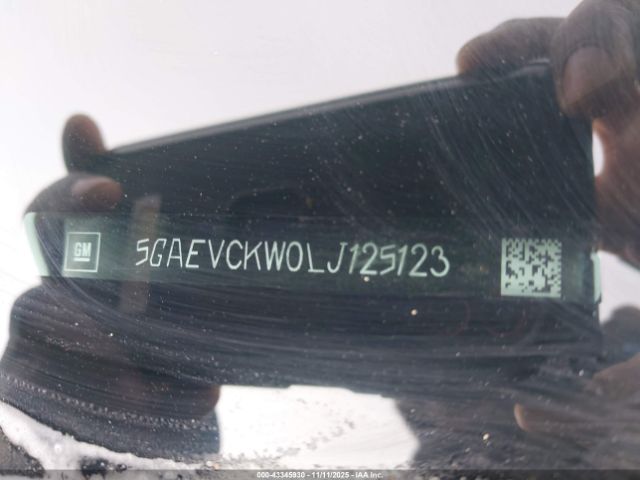 GM
5GAEVCKW0LJ125123
000-43345930 - 11/11/2025 - IAA Inc.